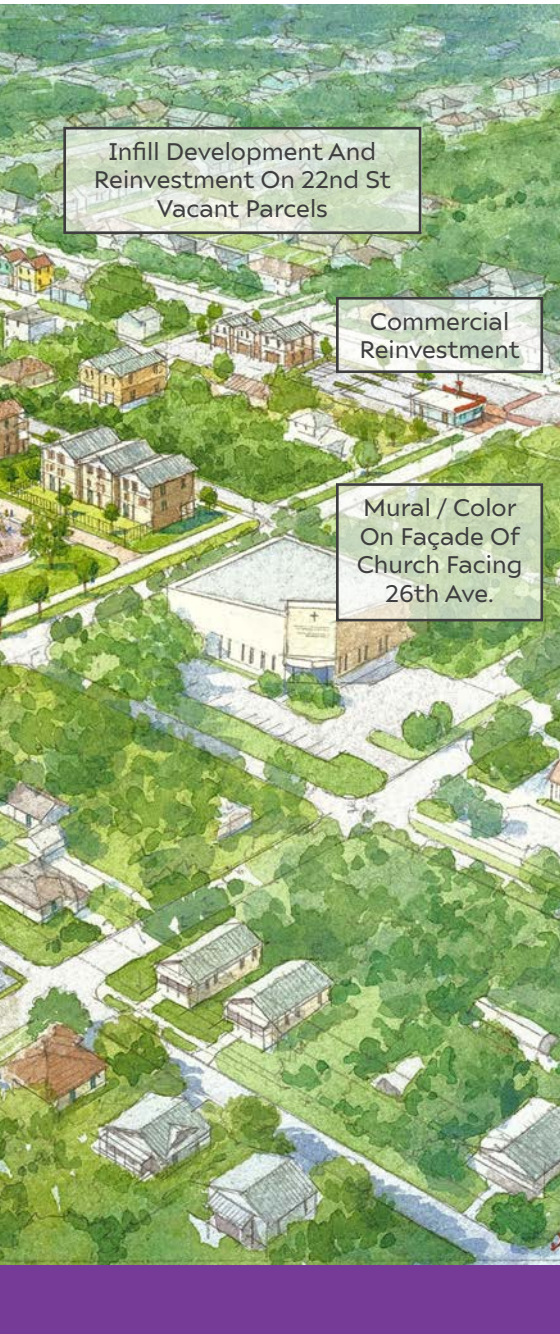 Infill Development And
Reinvestment On 22nd St
Vacant Parcels
Commercial
Reinvestment
Mural / Color
On Façade Of
Church Facing
26th Ave.